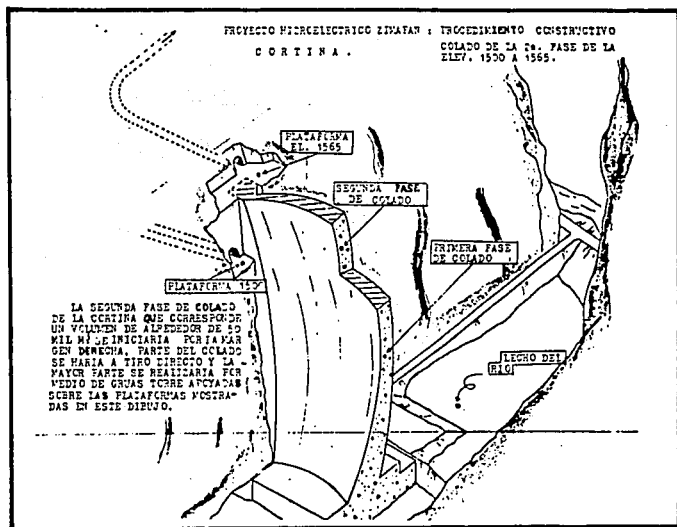 PROYECTO HIDROELECTRICO ZIMAPAN : PROCEDIMIENTO CONSTRUCTIVO
CORTINA.
COLADO DE LA 2a. FASE DE LA
ELEV. 1500 A 1565.
PLATAFORMA
EL. 1565
SEGUNDA FASE
DE COLADO
PRIMERA FASE
DE COLADO
PLATAFORMA 1500
LA SEGUNDA FASE DE COLADO
DE LA CORTINA QUE CORRESPONDE
UN VOLUMEN DE ALREDEDOR DE 50
MIL M3 SE INICIARIA POR LA MAR
GEN DERECHA, PARTE DEL COLADO
SE HARIA A TIRO DIRECTO Y LA
MAYOR PARTE SE REALIZARIA POR
MEDIO DE GRUAS TORRE APOYADAS
SOBRE LAS PLATAFORMAS MOSTRA-
DAS EN ESTE DIBUJO.
LECHO DEL
RIO